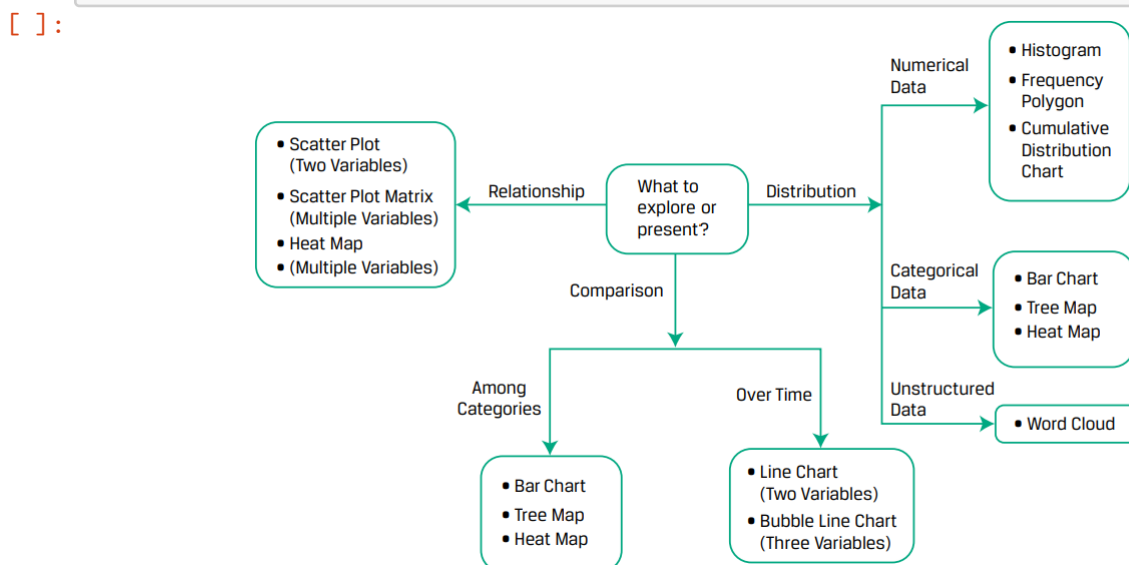 [ ]:
• Histogram
• Frequency
Polygon
• Cumulative
Distribution
Chart
Numerical
Data
• Scatter Plot
(Two Variables)
• Scatter Plot Matrix
(Multiple Variables)
• Heat Map
• (Multiple Variables)
Relationship
What to
explore or
present?
Distribution
Comparison
Categorical
Data
• Bar Chart
• Tree Map
• Heat Map
Among
Categories
Over Time
Unstructured
Data
• Word Cloud
• Bar Chart
• Tree Map
• Heat Map
• Line Chart
(Two Variables)
• Bubble Line Chart
(Three Variables)